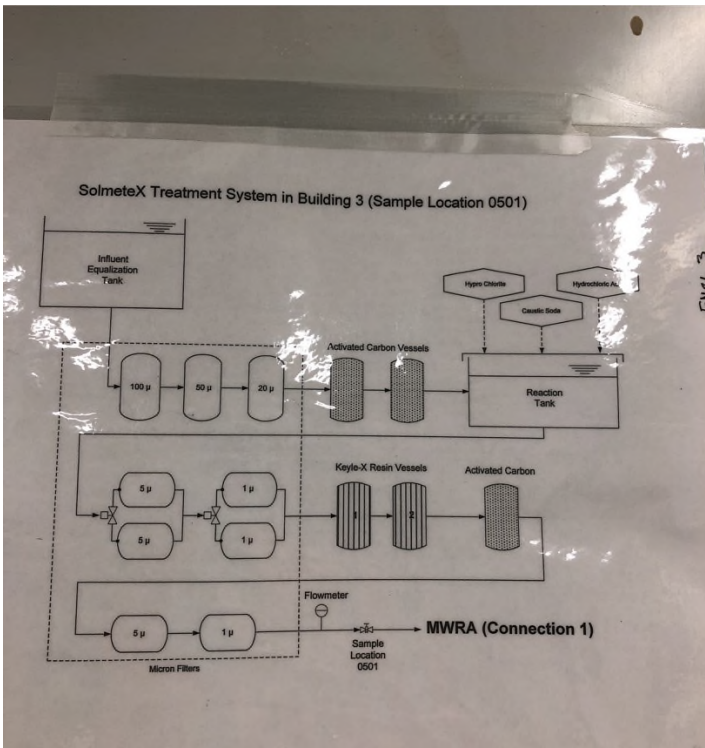 SolmeteX Treatment System in Building 3 (Sample Location 0501)
Influent
Equalization
Tank
Hypro Chlorite
Caustic Soda
Hydrochloric
Activated Carbon Vessels
100 µ
50 µ
20 µ
Reaction
Tank
Keyle-X Resin Vessels
Activated Carbon
5 µ
1 µ
5 µ
1 µ
1
2
Flowmeter
5 µ
1 µ
MWRA (Connection 1)
Sample
Location
0501
Micron Filters